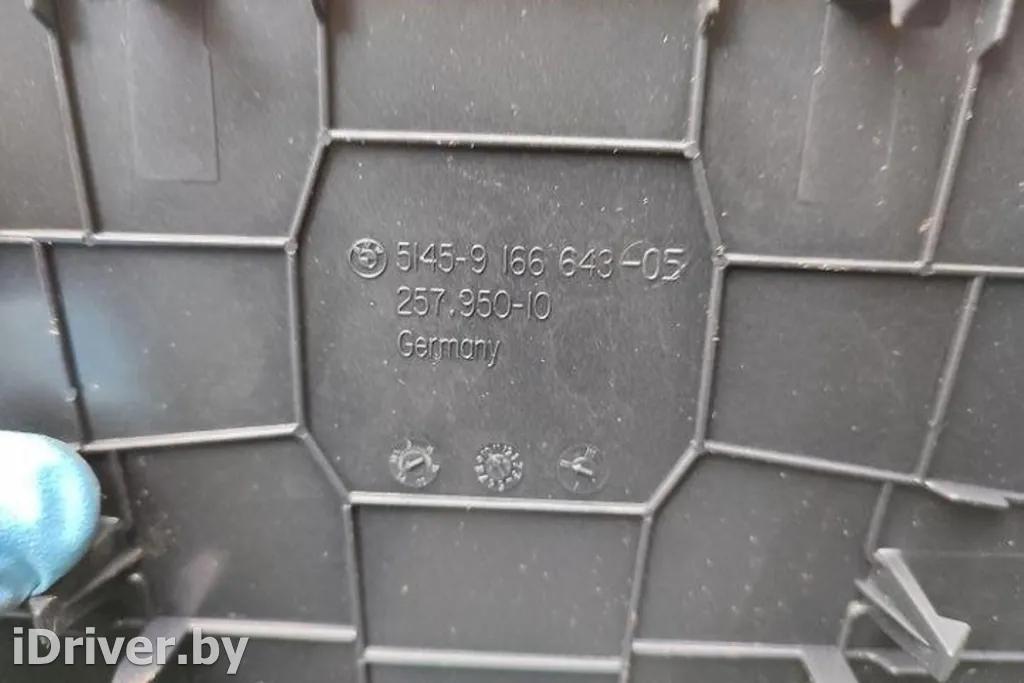 5145-9 166 643-05
257.950-10
Germany
iDriver.by